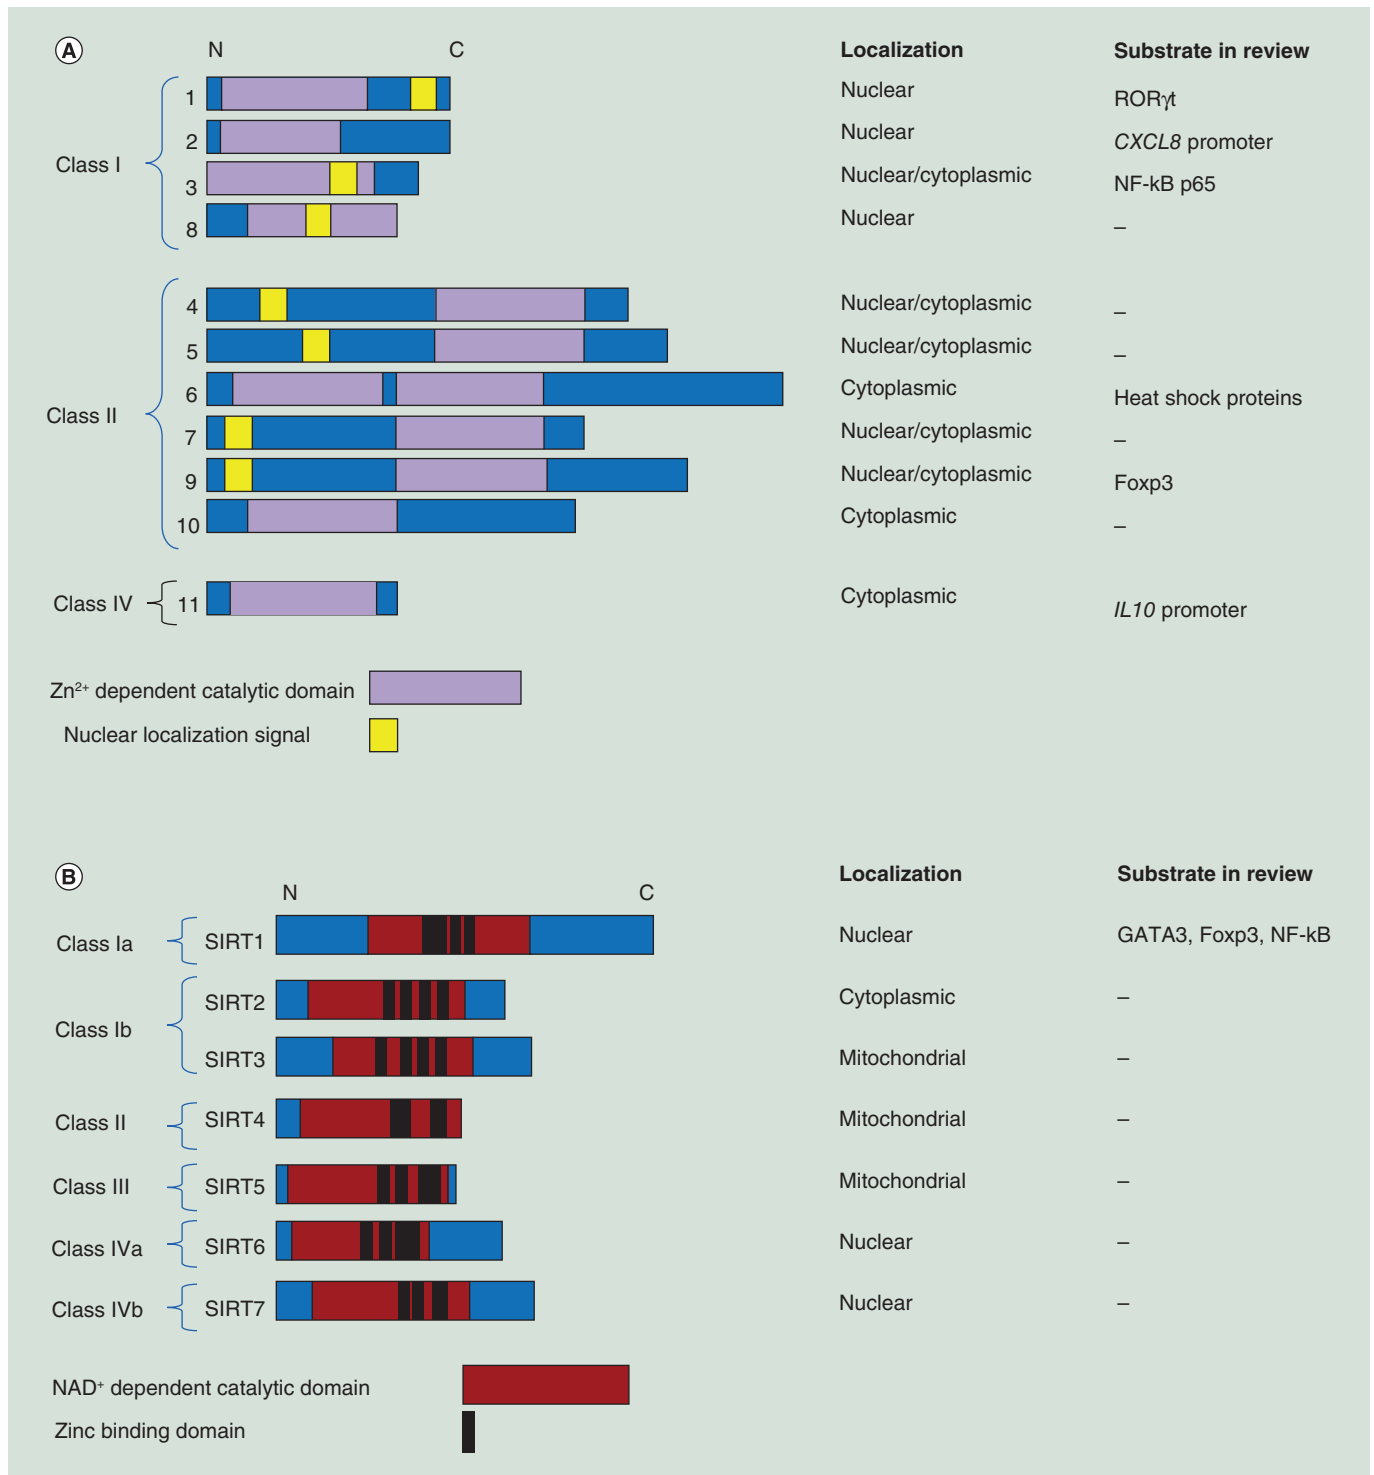 A N C Localization Substrate in review
Class I
1 Nuclear RORγt
2 Nuclear CXCL8 promoter
3 Nuclear/cytoplasmic NF-kB p65
8 Nuclear –
Class II
4 Nuclear/cytoplasmic –
5 Nuclear/cytoplasmic –
6 Cytoplasmic Heat shock proteins
7 Nuclear/cytoplasmic –
9 Nuclear/cytoplasmic Foxp3
10 Cytoplasmic –
Class IV 11 Cytoplasmic IL10 promoter
Zn²⁺ dependent catalytic domain
Nuclear localization signal
B N C Localization Substrate in review
Class Ia SIRT1 Nuclear GATA3, Foxp3, NF-kB
Class Ib
SIRT2 Cytoplasmic –
SIRT3 Mitochondrial –
Class II SIRT4 Mitochondrial –
Class III SIRT5 Mitochondrial –
Class IVa SIRT6 Nuclear –
Class IVb SIRT7 Nuclear –
NAD⁺ dependent catalytic domain
Zinc binding domain